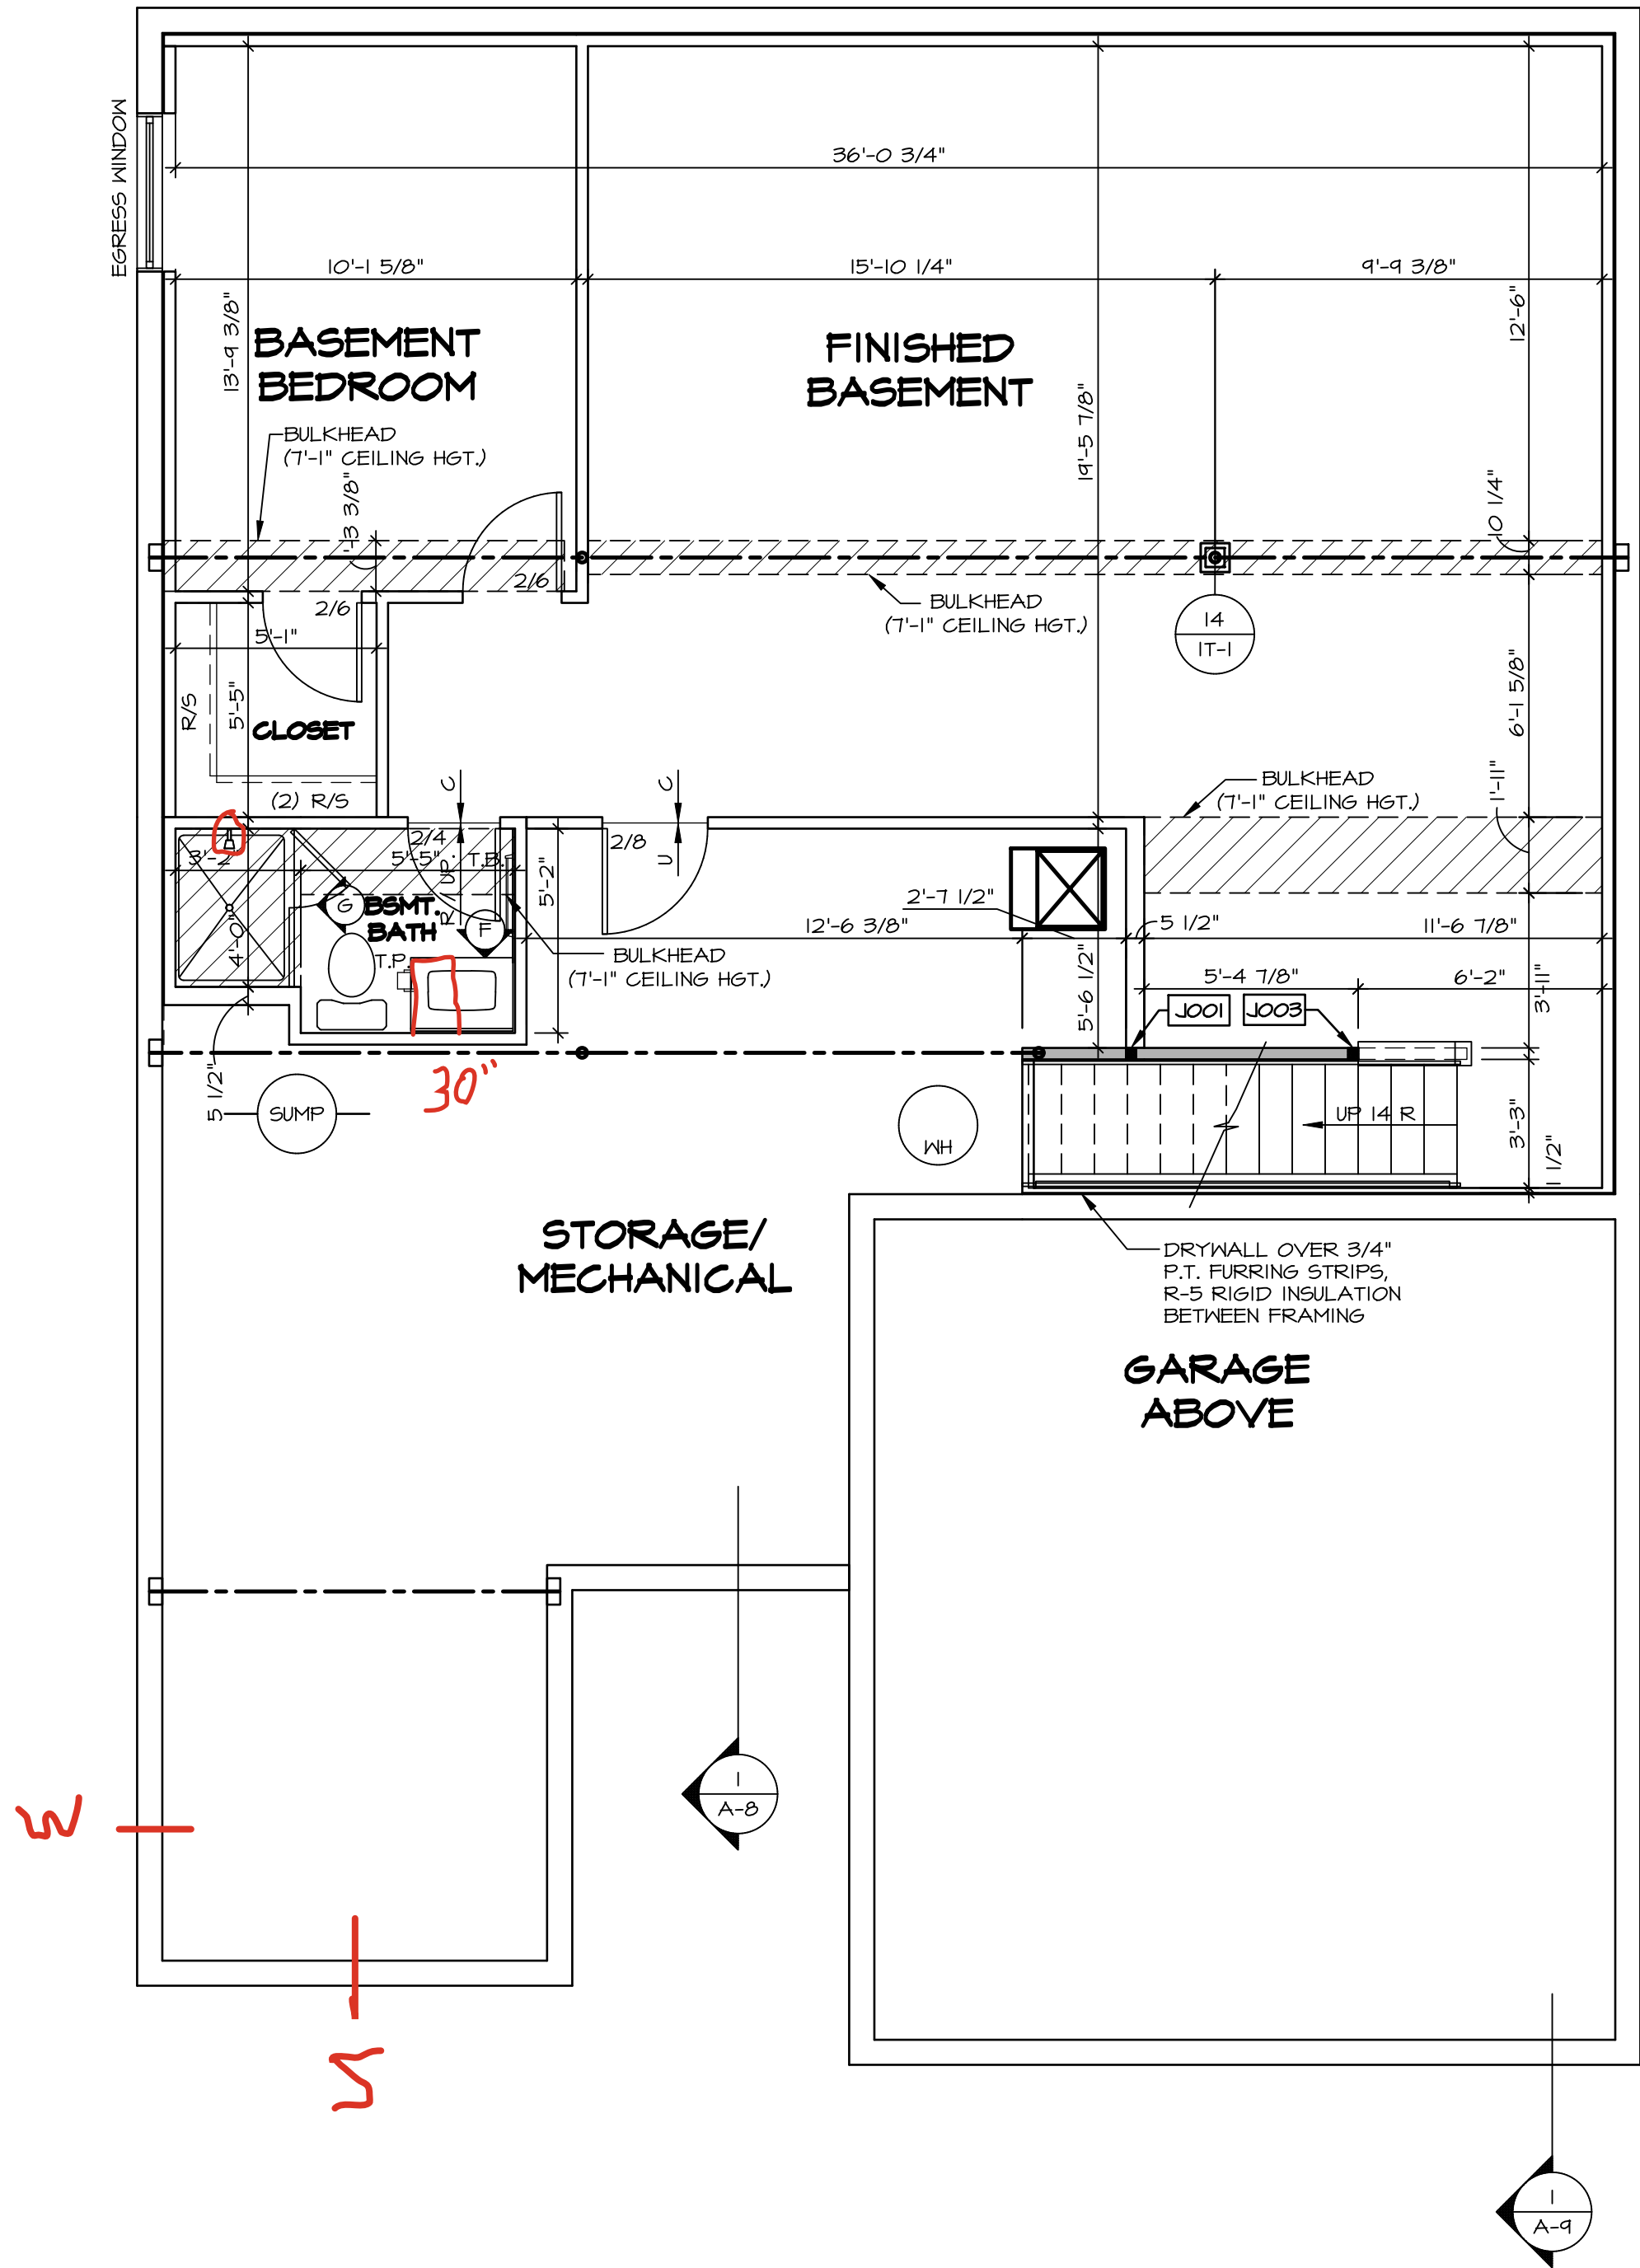 EGRESS WINDOW
36'-0 3/4"
10'-1 5/8"
15'-10 1/4"
9'-9 3/8"
13'-9 3/8"
12'-6"
BASEMENT
BEDROOM
FINISHED
BASEMENT
19'-5 7/8"
BULKHEAD
(7'-1" CEILING HGT.)
1'-3 3/8"
10 1/4"
2/6
2/6
BULKHEAD
(7'-1" CEILING HGT.)
14
1T-1
5'-1"
R/S
5'-5"
CLOSET
6'-1 5/8"
(2) R/S
C
C
BULKHEAD
(7'-1" CEILING HGT.)
1'-11"
2/4
2/8
3'-2"
5'-5"
T.B.
U
R/UP.
5'-2"
2'-7 1/2"
G
BSMT.
BATH
F
4'-0"
T.P.
12'-6 3/8"
5 1/2"
11'-6 7/8"
BULKHEAD
(7'-1" CEILING HGT.)
5'-6 1/2"
5'-4 7/8"
6'-2"
3'-11"
J001
J003
30"
5 1/2"
SUMP
WH
UP 14 R
3'-3"
1 1/2"
STORAGE/
MECHANICAL
DRYWALL OVER 3/4"
P.T. FURRING STRIPS,
R-5 RIGID INSULATION
BETWEEN FRAMING
GARAGE
ABOVE
1
A-8
1
A-9